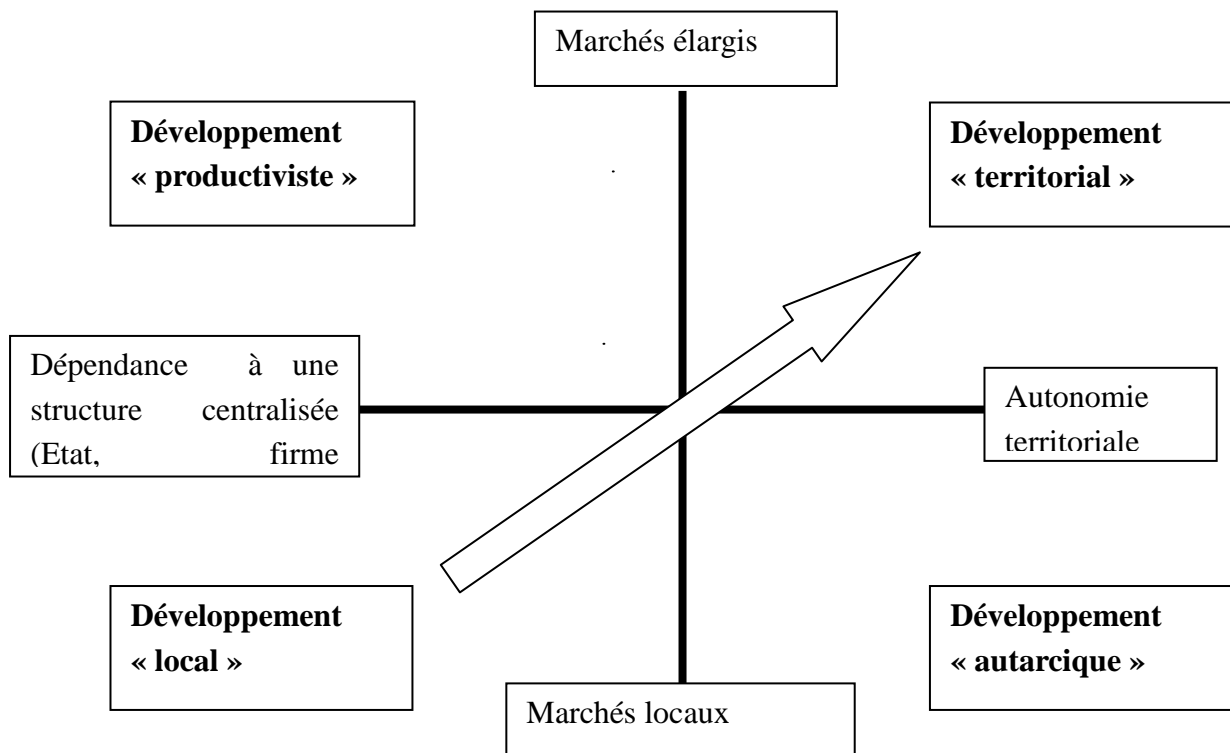 Marchés élargis
Développement
« productiviste »
Développement
« territorial »
Dépendance à une
structure centralisée
(Etat, firme
Autonomie
territoriale
Développement
« local »
Développement
« autarcique »
Marchés locaux